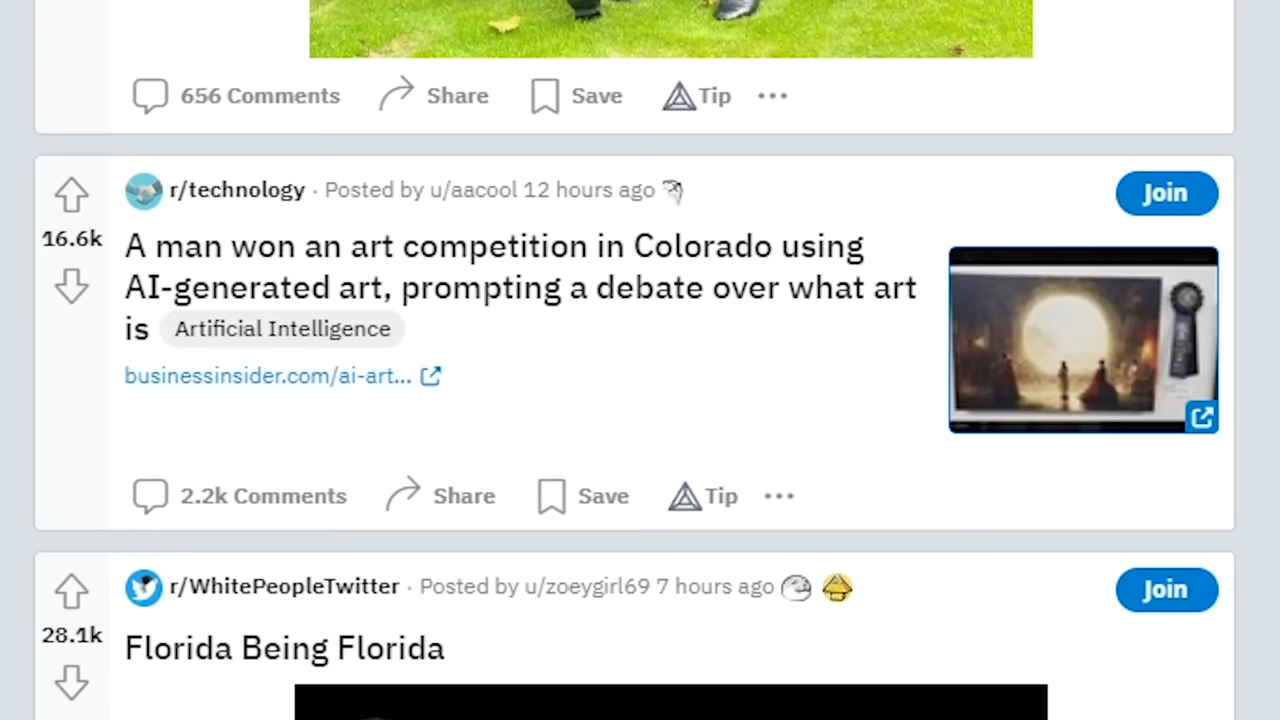 656 Comments Share Save Tip
r/technology · Posted by u/aacool 12 hours ago
Join
16.6k
A man won an art competition in Colorado using
AI-generated art, prompting a debate over what art
is Artificial Intelligence
businessinsider.com/ai-art...
2.2k Comments Share Save Tip
r/WhitePeopleTwitter · Posted by u/zoeygirl69 7 hours ago
Join
28.1k
Florida Being Florida